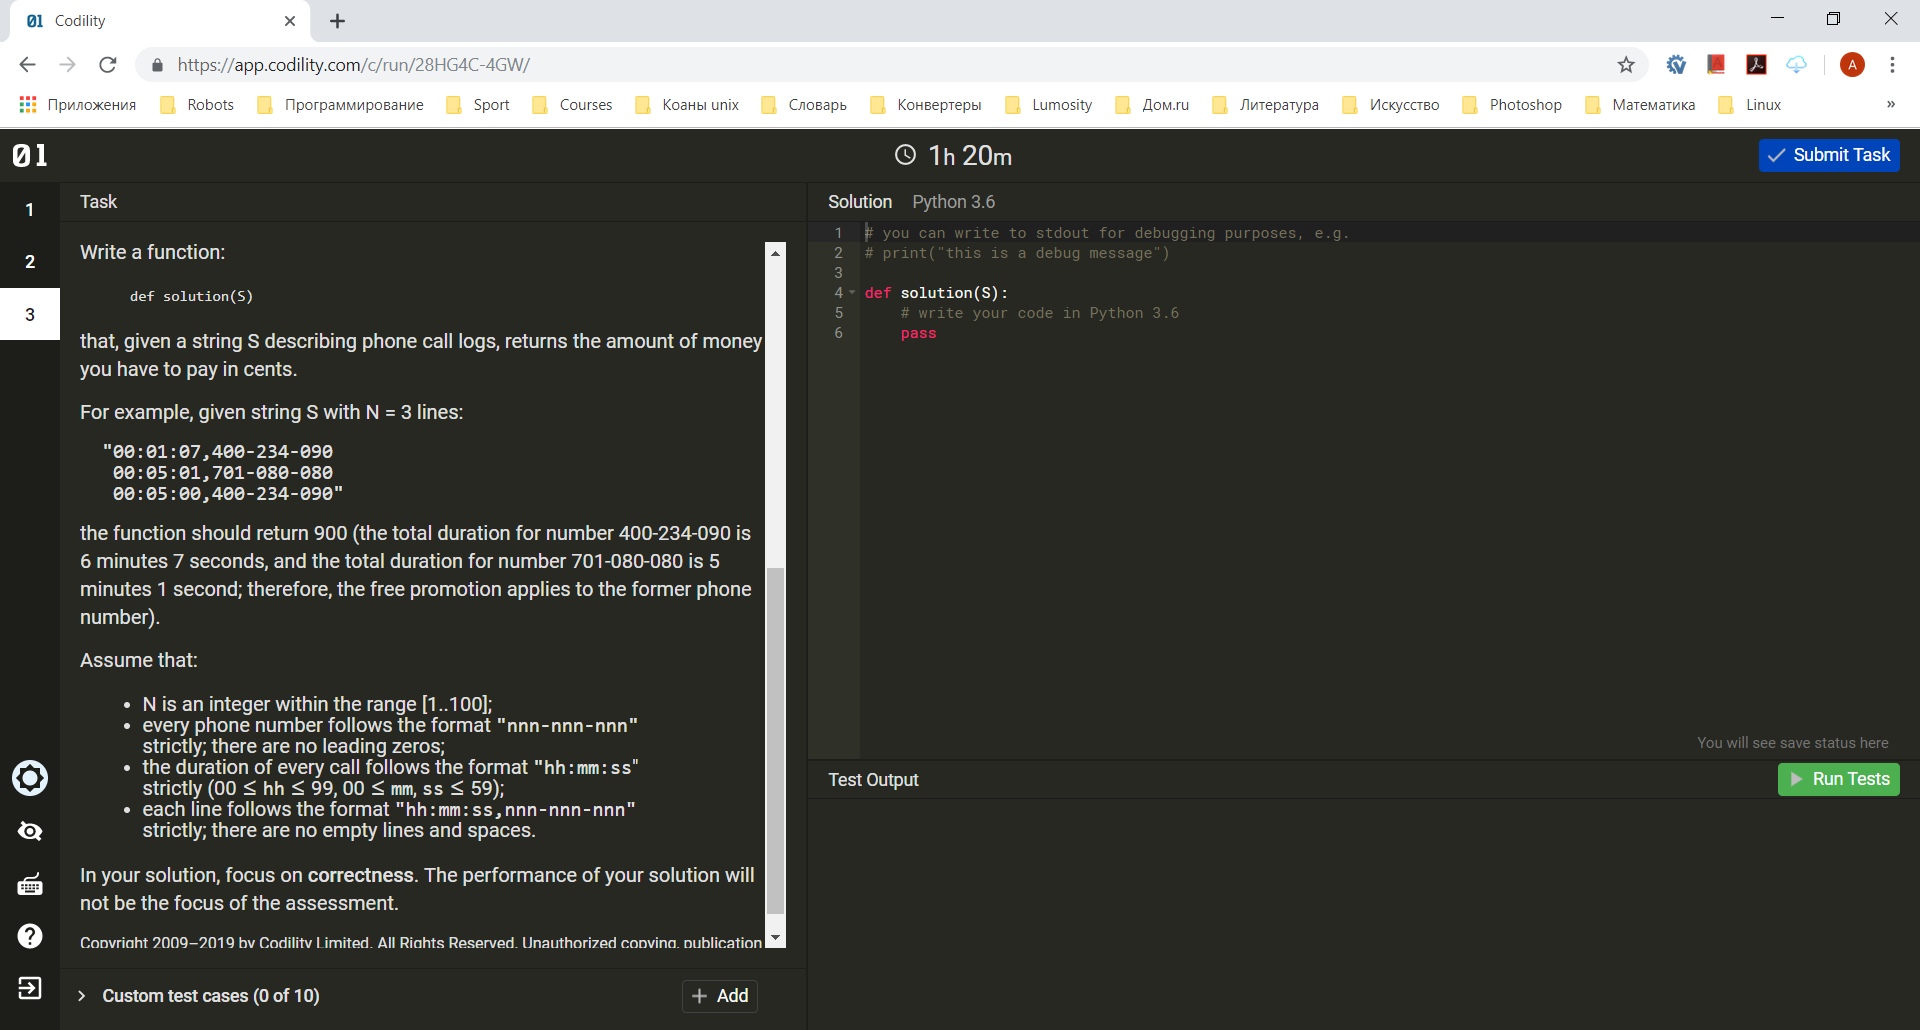 01 Codility
https://app.codility.com/c/run/28HG4C-4GW/
A
Приложения Robots Программирование Sport Courses Коаны unix Словарь Конвертеры Lumosity Дом.ru Литература Искусство Photoshop Математика Linux »
01
1h 20m
Submit Task
1
2
3
Task
Write a function:
def solution(S)
that, given a string S describing phone call logs, returns the amount of money
you have to pay in cents.
For example, given string S with N = 3 lines:
"00:01:07,400-234-090
00:05:01,701-080-080
00:05:00,400-234-090"
the function should return 900 (the total duration for number 400-234-090 is
6 minutes 7 seconds, and the total duration for number 701-080-080 is 5
minutes 1 second; therefore, the free promotion applies to the former phone
number).
Assume that:
• N is an integer within the range [1..100];
• every phone number follows the format "nnn-nnn-nnn"
strictly; there are no leading zeros;
• the duration of every call follows the format "hh:mm:ss"
strictly (00 ≤ hh ≤ 99, 00 ≤ mm, ss ≤ 59);
• each line follows the format "hh:mm:ss,nnn-nnn-nnn"
strictly; there are no empty lines and spaces.
In your solution, focus on correctness. The performance of your solution will
not be the focus of the assessment.
Copyright 2009–2019 by Codility Limited. All Rights Reserved. Unauthorized copying, publication
Custom test cases (0 of 10)
+ Add
Solution Python 3.6
1 # you can write to stdout for debugging purposes, e.g.
2 # print("this is a debug message")
3
4 def solution(S):
5 # write your code in Python 3.6
6 pass
You will see save status here
Test Output
Run Tests